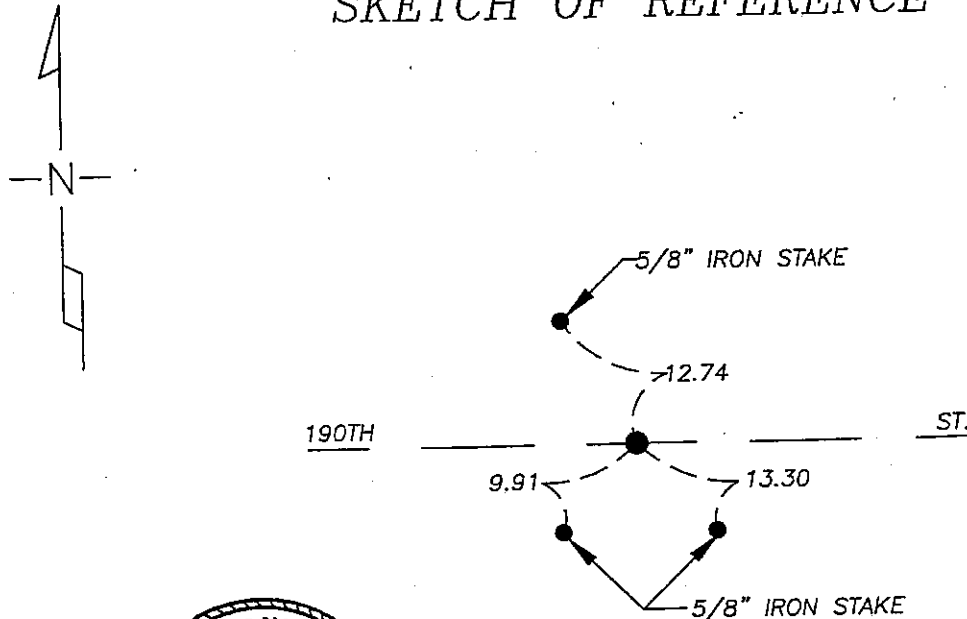 SKETCH OF REFERENCE
N
5/8" IRON STAKE
12.74
190TH ST.
9.91 13.30
5/8" IRON STAKE